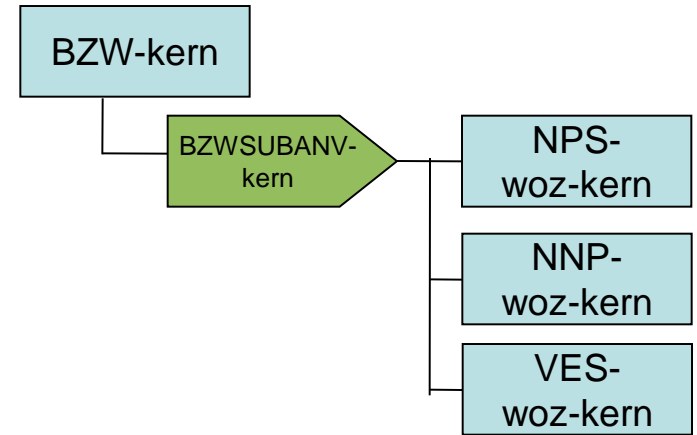 BZW-kern
BZWSUBANV-
kern
NPS-
woz-kern
NNP-
woz-kern
VES-
woz-kern